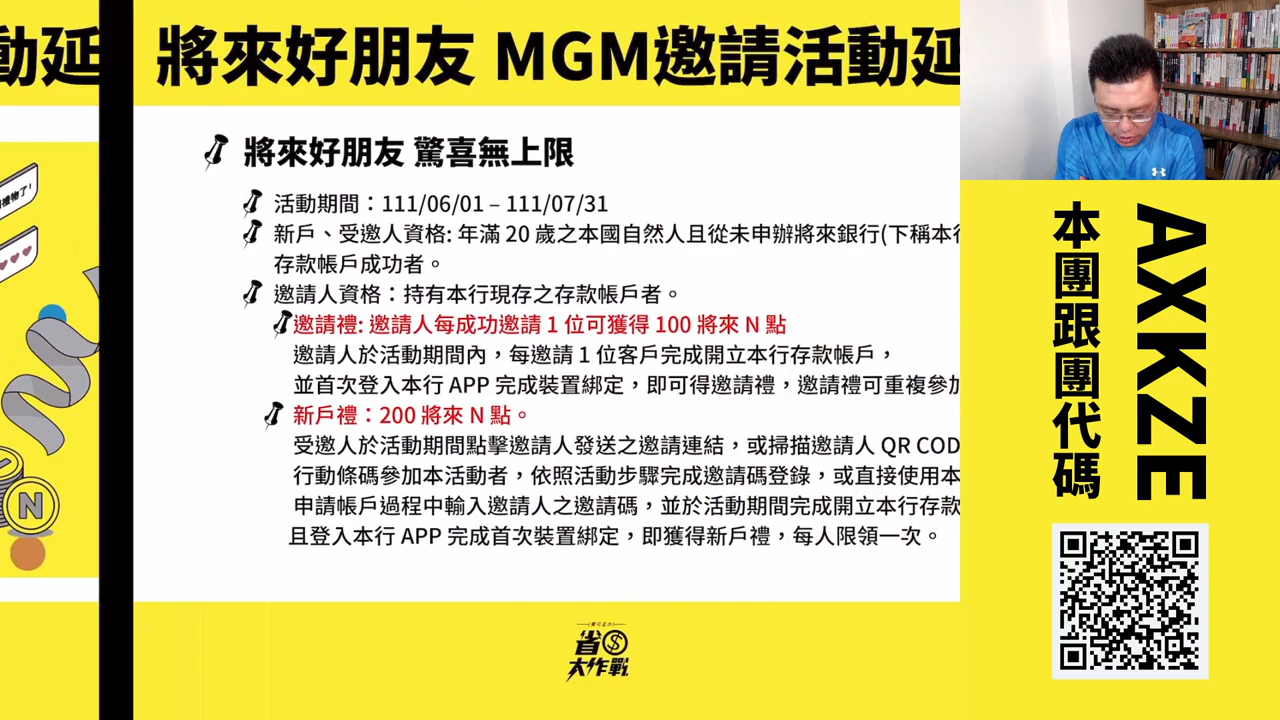 動延
將來好朋友 MGM邀請活動延
將來好朋友 驚喜無上限
活動期間：111/06/01 – 111/07/31
新戶、受邀人資格: 年滿 20 歲之本國自然人且從未申辦將來銀行(下稱本行
存款帳戶成功者。
邀請人資格：持有本行現存之存款帳戶者。
邀請禮: 邀請人每成功邀請 1 位可獲得 100 將來 N 點
邀請人於活動期間內，每邀請 1 位客戶完成開立本行存款帳戶，
並首次登入本行 APP 完成裝置綁定，即可得邀請禮，邀請禮可重複參加
新戶禮：200 將來 N 點。
受邀人於活動期間點擊邀請人發送之邀請連結，或掃描邀請人 QR COD
行動條碼參加本活動者，依照活動步驟完成邀請碼登錄，或直接使用本
申請帳戶過程中輸入邀請人之邀請碼，並於活動期間完成開立本行存款
且登入本行 APP 完成首次裝置綁定，即獲得新戶禮，每人限領一次。
禮物了!
N
省$
大作戰
AXKZE
本團跟團代碼